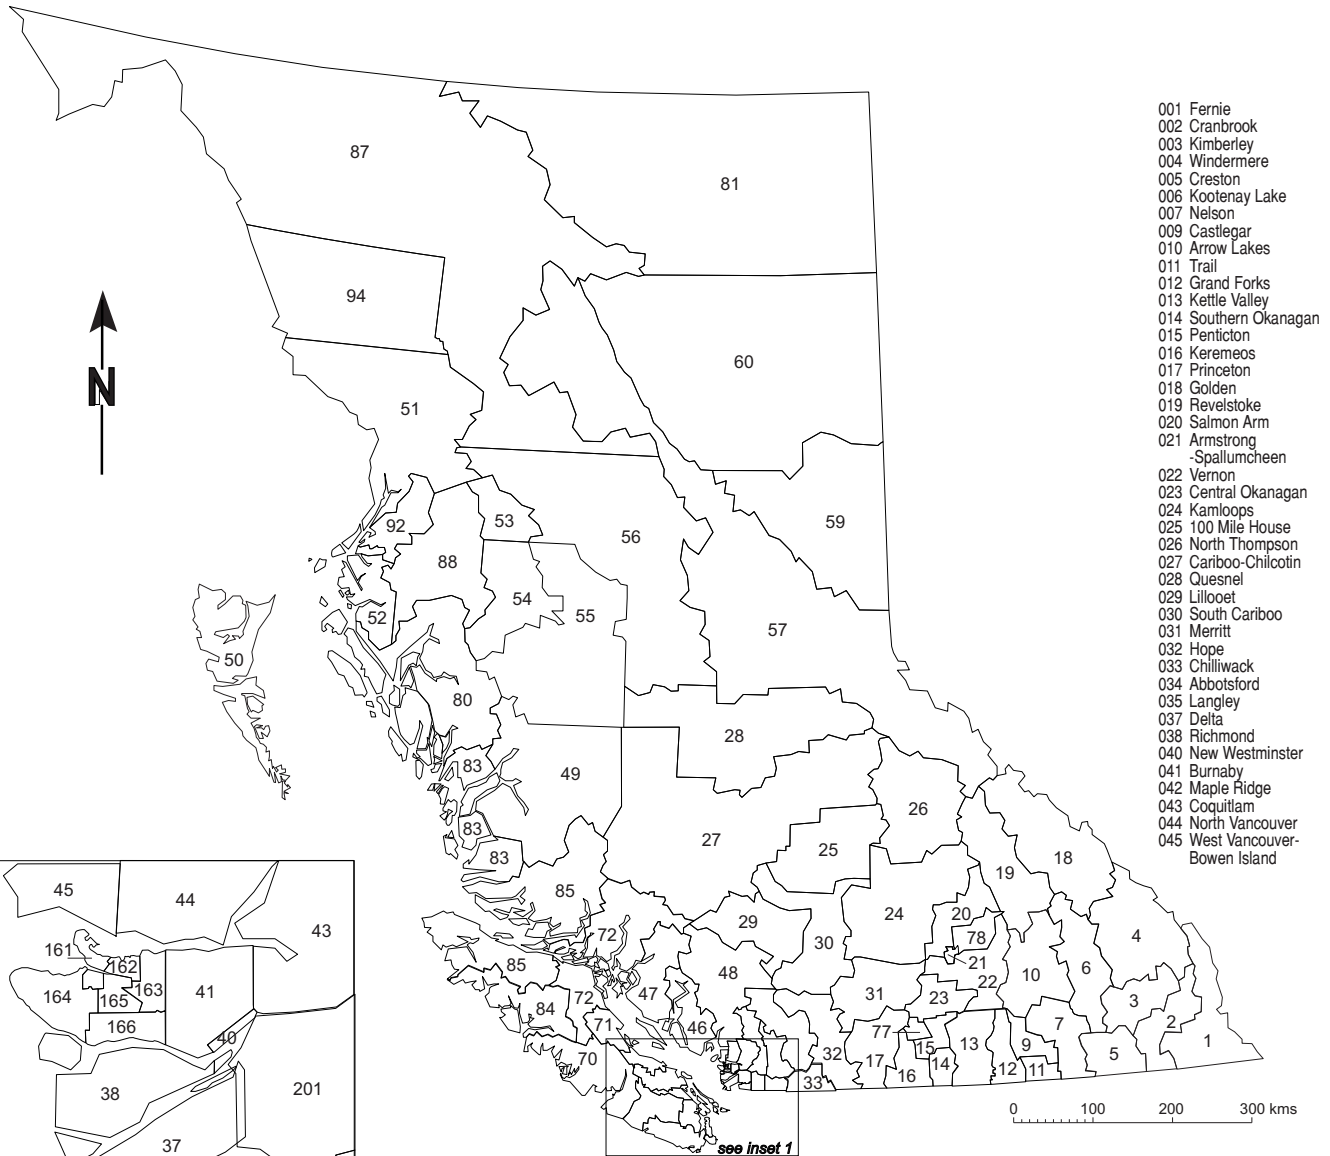 87
81
94
N
60
51
53
59
92
56
88
54
55
52
57
50
80
28
83
49
26
83
27
25
18
83
19
85
24
20
72
29
78
4
30
85
21
6
48
10
47
22
72
31
23
3
84
71
46
7
2
77
13
9
1
70
32
15
5
17
14
12
11
16
33
0 100 200 300 kms
see inset 1
45
44
43
161
162
163
164
165
41
166
40
38
201
37
001 Fernie
002 Cranbrook
003 Kimberley
004 Windermere
005 Creston
006 Kootenay Lake
007 Nelson
009 Castlegar
010 Arrow Lakes
011 Trail
012 Grand Forks
013 Kettle Valley
014 Southern Okanagan
015 Penticton
016 Keremeos
017 Princeton
018 Golden
019 Revelstoke
020 Salmon Arm
021 Armstrong
-Spallumcheen
022 Vernon
023 Central Okanagan
024 Kamloops
025 100 Mile House
026 North Thompson
027 Cariboo-Chilcotin
028 Quesnel
029 Lillooet
030 South Cariboo
031 Merritt
032 Hope
033 Chilliwack
034 Abbotsford
035 Langley
037 Delta
038 Richmond
040 New Westminster
041 Burnaby
042 Maple Ridge
043 Coquitlam
044 North Vancouver
045 West Vancouver-
Bowen Island